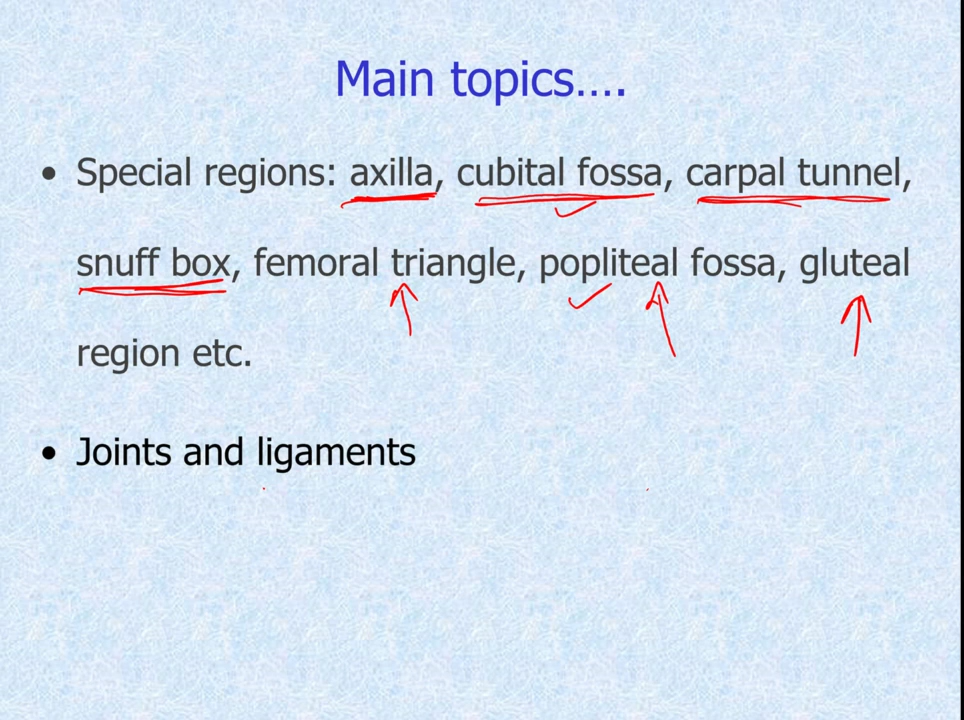 Main topics….
• Special regions: axilla, cubital fossa, carpal tunnel,
snuff box, femoral triangle, popliteal fossa, gluteal
region etc.
• Joints and ligaments